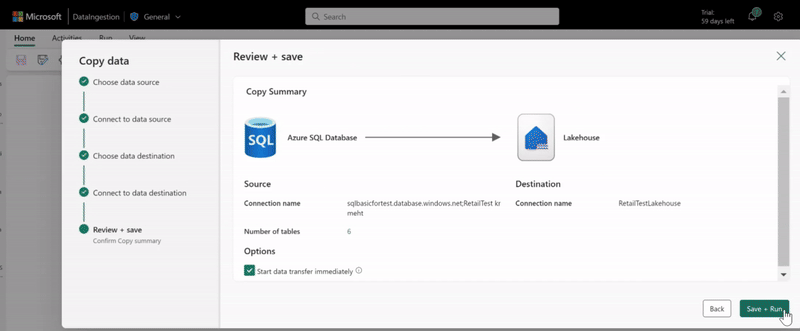 Microsoft DataIngestion General Search Trial:
59 days left
Home Activities Run View
Copy data
Choose data source
Connect to data source
Choose data destination
Connect to data destination
Review + save
Confirm Copy summary
Review + save
Copy Summary
SQL Azure SQL Database Lakehouse
Source Destination
Connection name sqlbasicfortest.database.windows.net;RetailTest kr Connection name RetailTestLakehouse
meht
Number of tables 6
Options
Start data transfer immediately
Back Save + Run